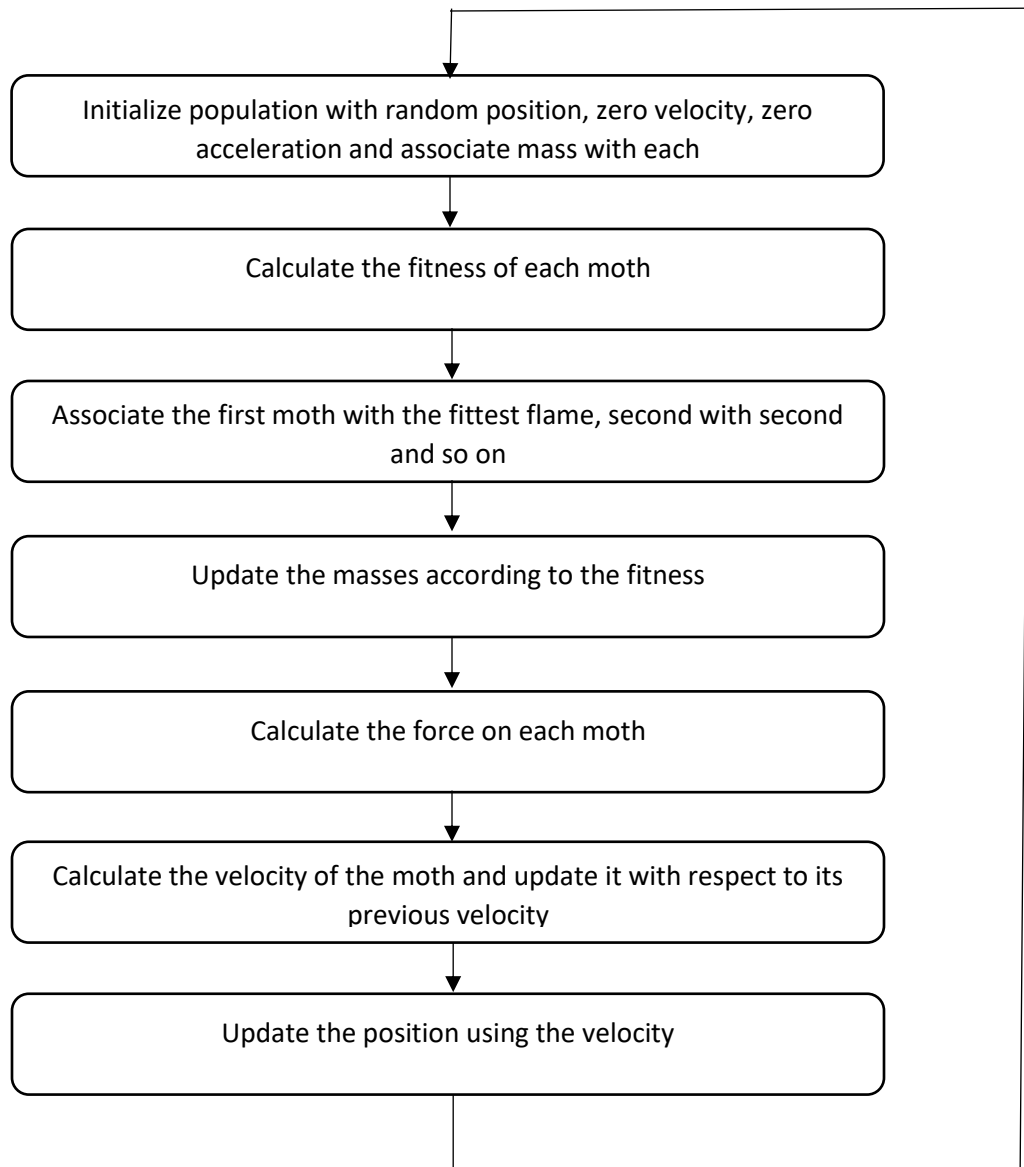 Initialize population with random position, zero velocity, zero
acceleration and associate mass with each
Calculate the fitness of each moth
Associate the first moth with the fittest flame, second with second
and so on
Update the masses according to the fitness
Calculate the force on each moth
Calculate the velocity of the moth and update it with respect to its
previous velocity
Update the position using the velocity